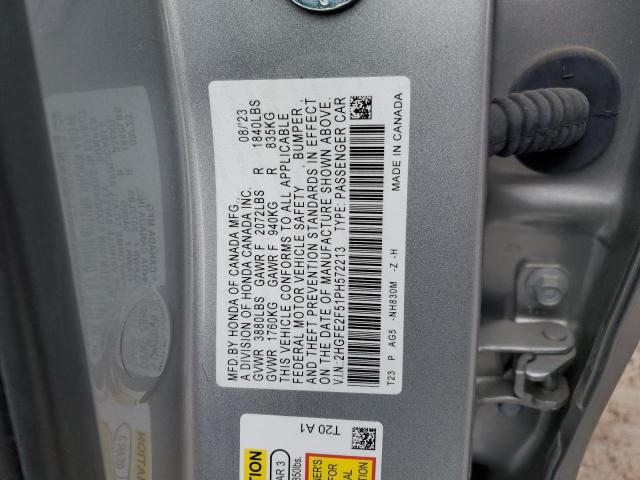 MFD.BY HONDA OF CANADA MFG. 08/'23
A DIVISION OF HONDA CANADA INC.
GVWR 3880LBS GAWR F 2072LBS R 1840LBS
GVWR 1760KG GAWR F 940KG R 835KG
THIS VEHICLE CONFORMS TO ALL APPLICABLE
FEDERAL MOTOR VEHICLE SAFETY, BUMPER,
AND THEFT PREVENTION STANDARDS IN EFFECT
ON THE DATE OF MANUFACTURE SHOWN ABOVE.
V.I.N.:2HGFE2F51PH572213 TYPE: PASSENGER CAR
T23 P AG5 -NH830M -Z -H MADE IN CANADA
T20 A1
L